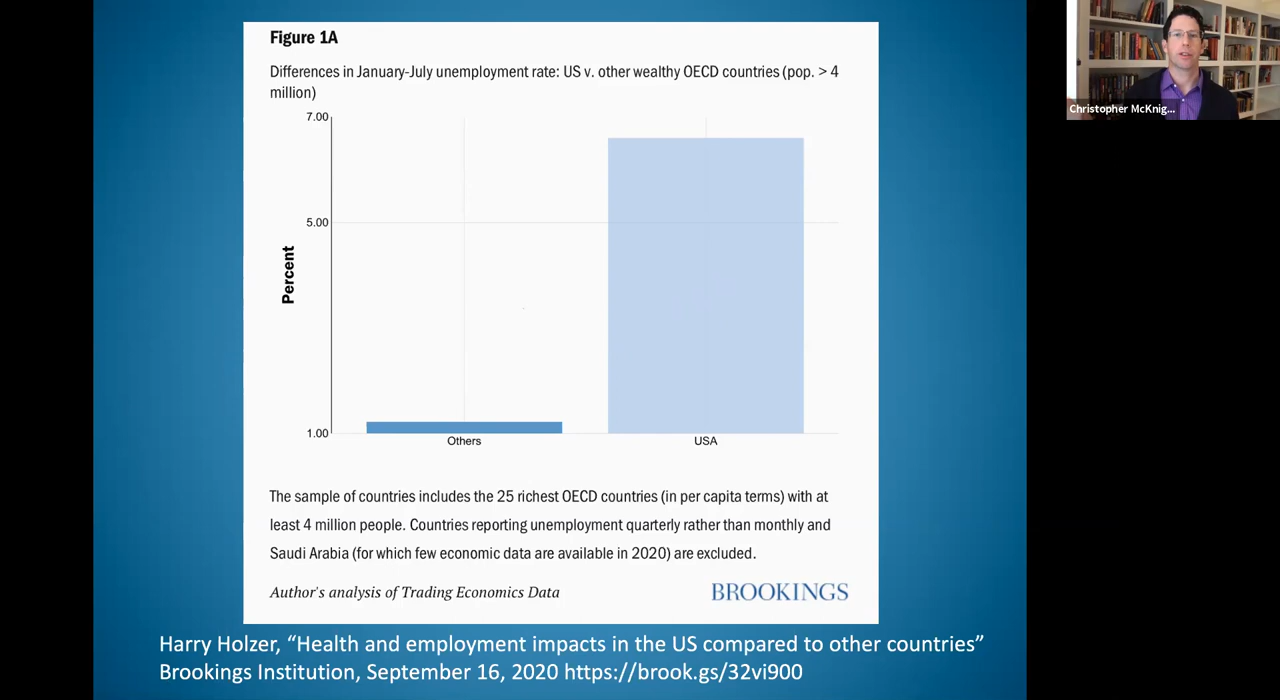 Figure 1A
Differences in January-July unemployment rate: US v. other wealthy OECD countries (pop. > 4
million)
7.00
5.00
1.00
Percent
Others
USA
The sample of countries includes the 25 richest OECD countries (in per capita terms) with at
least 4 million people. Countries reporting unemployment quarterly rather than monthly and
Saudi Arabia (for which few economic data are available in 2020) are excluded.
Author's analysis of Trading Economics Data
BROOKINGS
Harry Holzer, “Health and employment impacts in the US compared to other countries”
Brookings Institution, September 16, 2020 https://brook.gs/32vi900
Christopher McKnig...